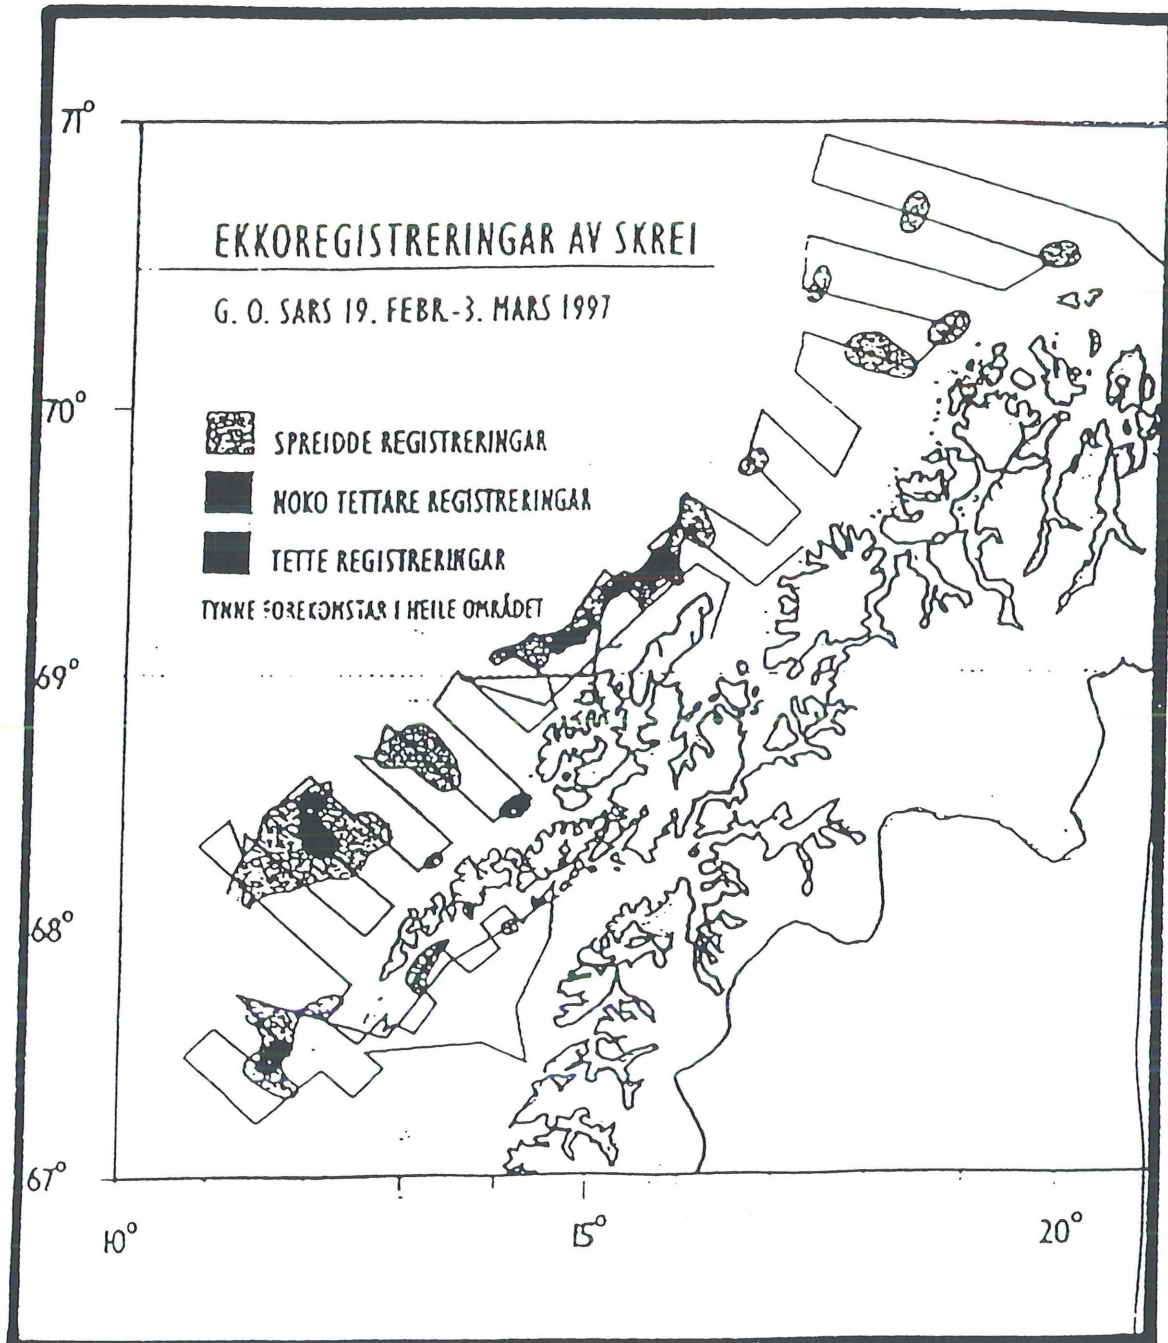 71°
EKKOREGISTRERINGAR AV SKREI
G. O. SARS 19. FEBR.-3. MARS 1997
70°
SPREIDDE REGISTRERINGAR
NOKO TETTARE REGISTRERINGAR
TETTE REGISTRERINGAR
TYNNE FOREKOMSTAR I HEILE OMRÅDET
69°
68°
67°
10°
15°
20°